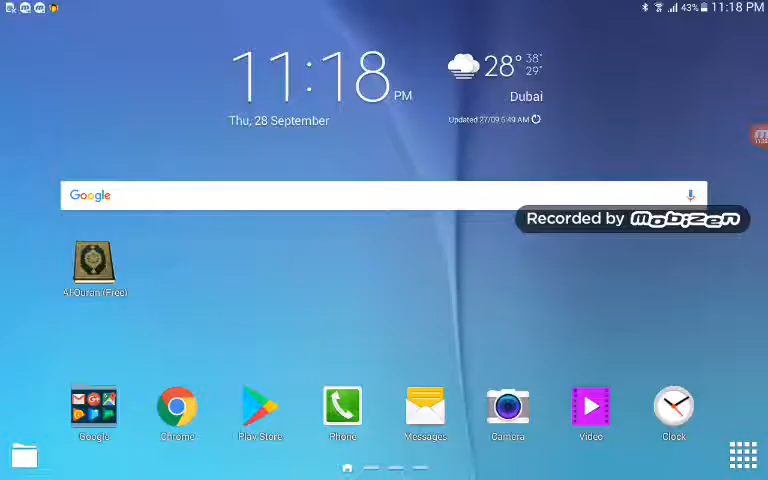 43% 11:18 PM
11:18 PM
28° 38°
29°
Dubai
Thu, 28 September
Updated 27/09 5:49 AM
Google
Recorded by Mobizen
Al-Quran (Free)
Google Chrome Play Store Phone Messages Camera Video Clock